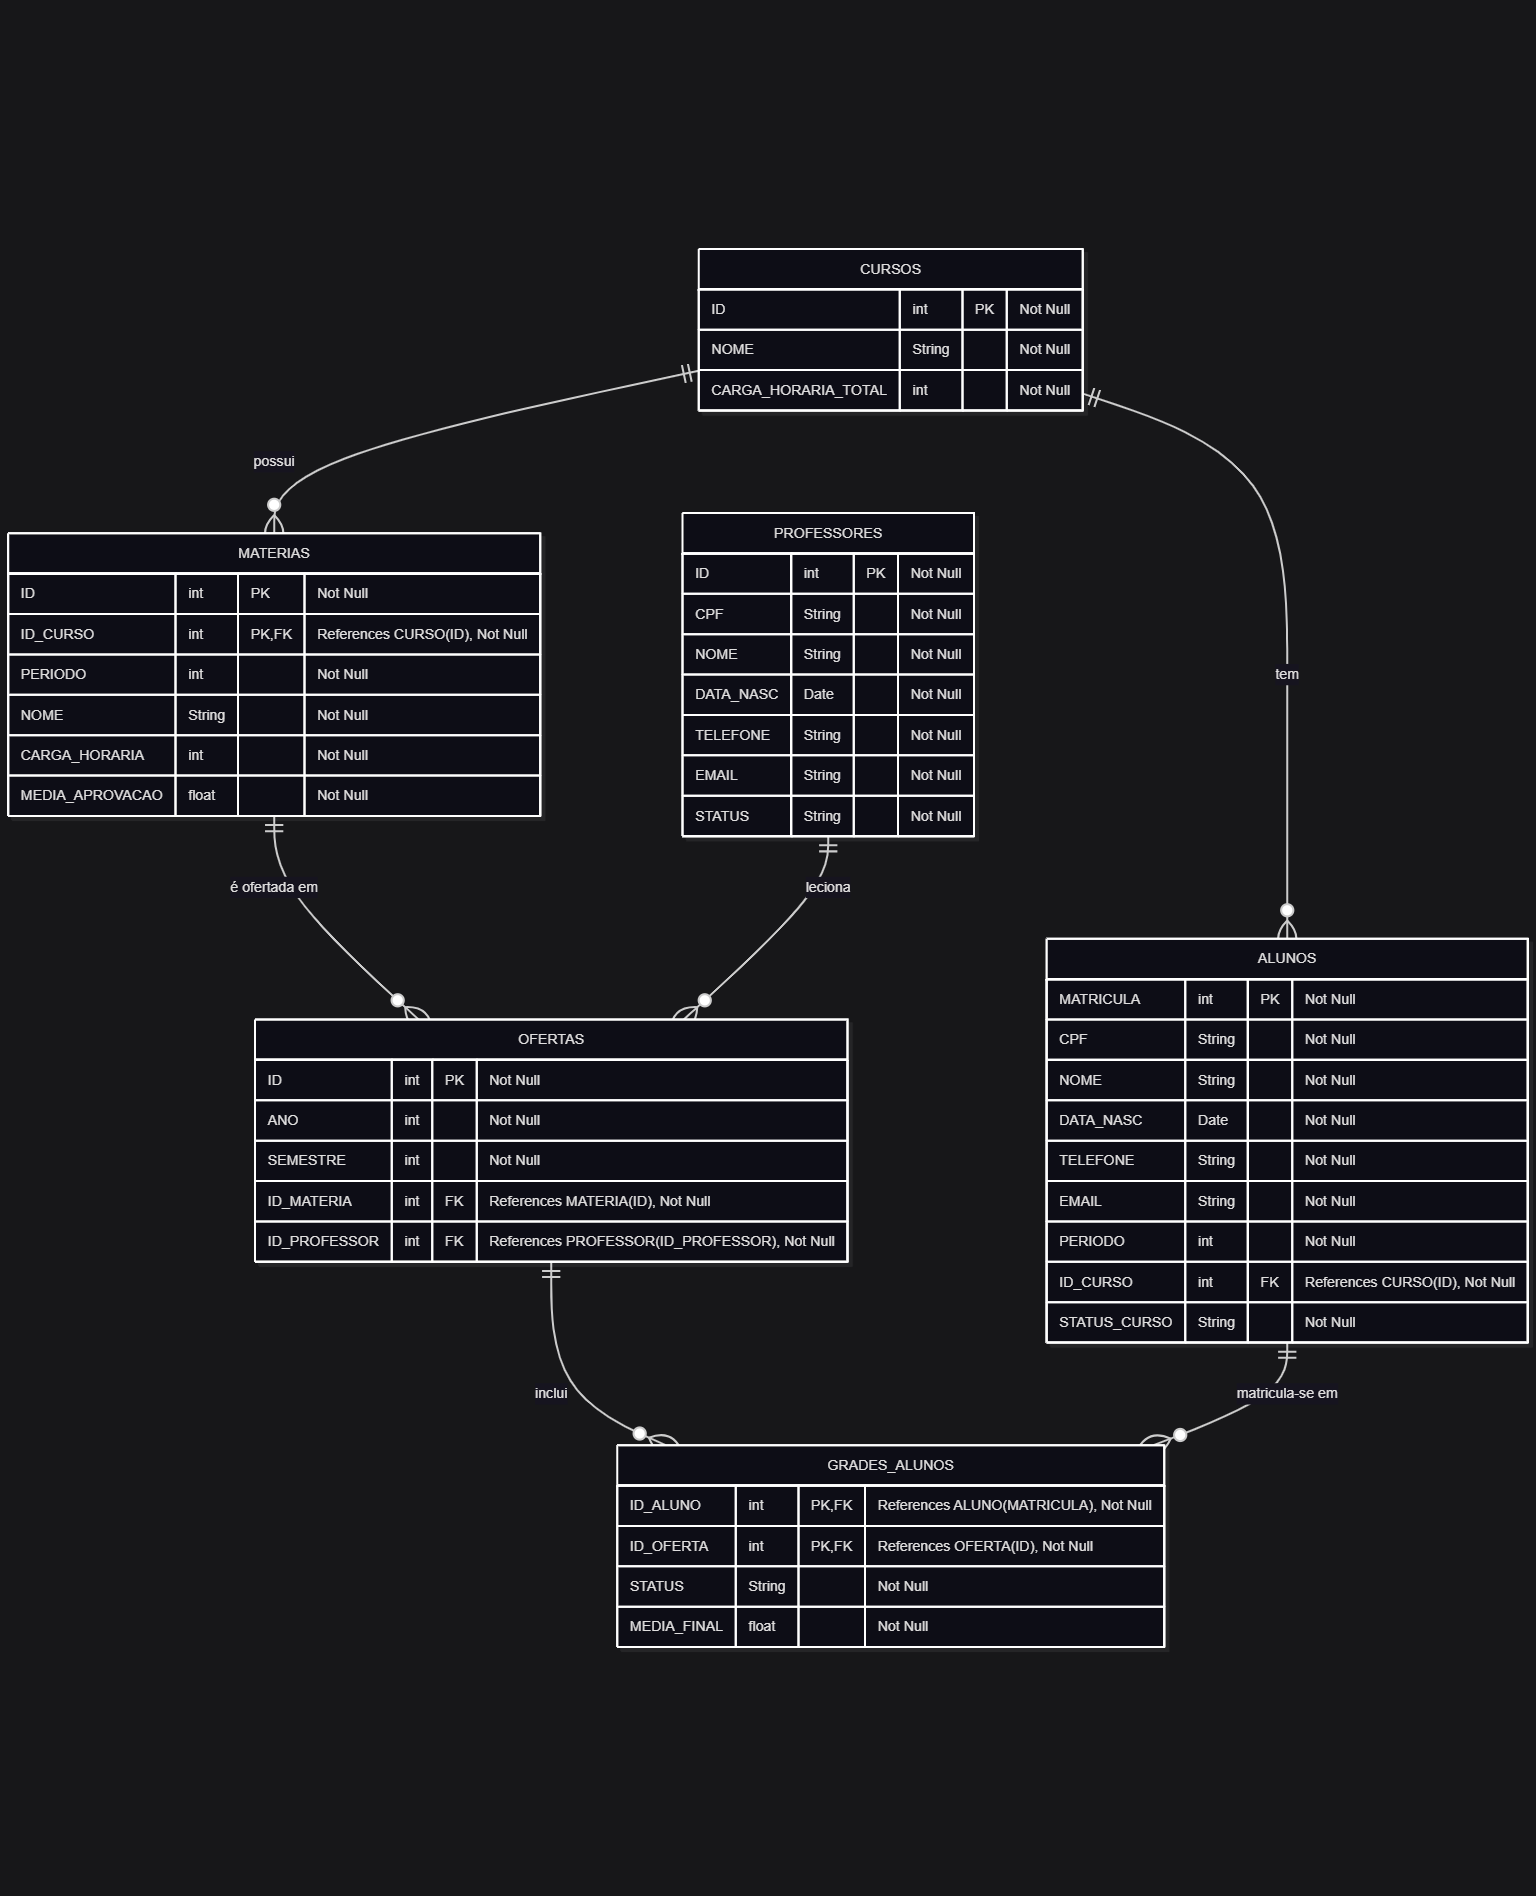 CURSOS
ID int PK Not Null
NOME String Not Null
CARGA_HORARIA_TOTAL int Not Null
possui
tem
MATERIAS
ID int PK Not Null
ID_CURSO int PK,FK References CURSO(ID), Not Null
PERIODO int Not Null
NOME String Not Null
CARGA_HORARIA int Not Null
MEDIA_APROVACAO float Not Null
PROFESSORES
ID int PK Not Null
CPF String Not Null
NOME String Not Null
DATA_NASC Date Not Null
TELEFONE String Not Null
EMAIL String Not Null
STATUS String Not Null
é ofertada em
leciona
OFERTAS
ID int PK Not Null
ANO int Not Null
SEMESTRE int Not Null
ID_MATERIA int FK References MATERIA(ID), Not Null
ID_PROFESSOR int FK References PROFESSOR(ID_PROFESSOR), Not Null
ALUNOS
MATRICULA int PK Not Null
CPF String Not Null
NOME String Not Null
DATA_NASC Date Not Null
TELEFONE String Not Null
EMAIL String Not Null
PERIODO int Not Null
ID_CURSO int FK References CURSO(ID), Not Null
STATUS_CURSO String Not Null
inclui
matricula-se em
GRADES_ALUNOS
ID_ALUNO int PK,FK References ALUNO(MATRICULA), Not Null
ID_OFERTA int PK,FK References OFERTA(ID), Not Null
STATUS String Not Null
MEDIA_FINAL float Not Null